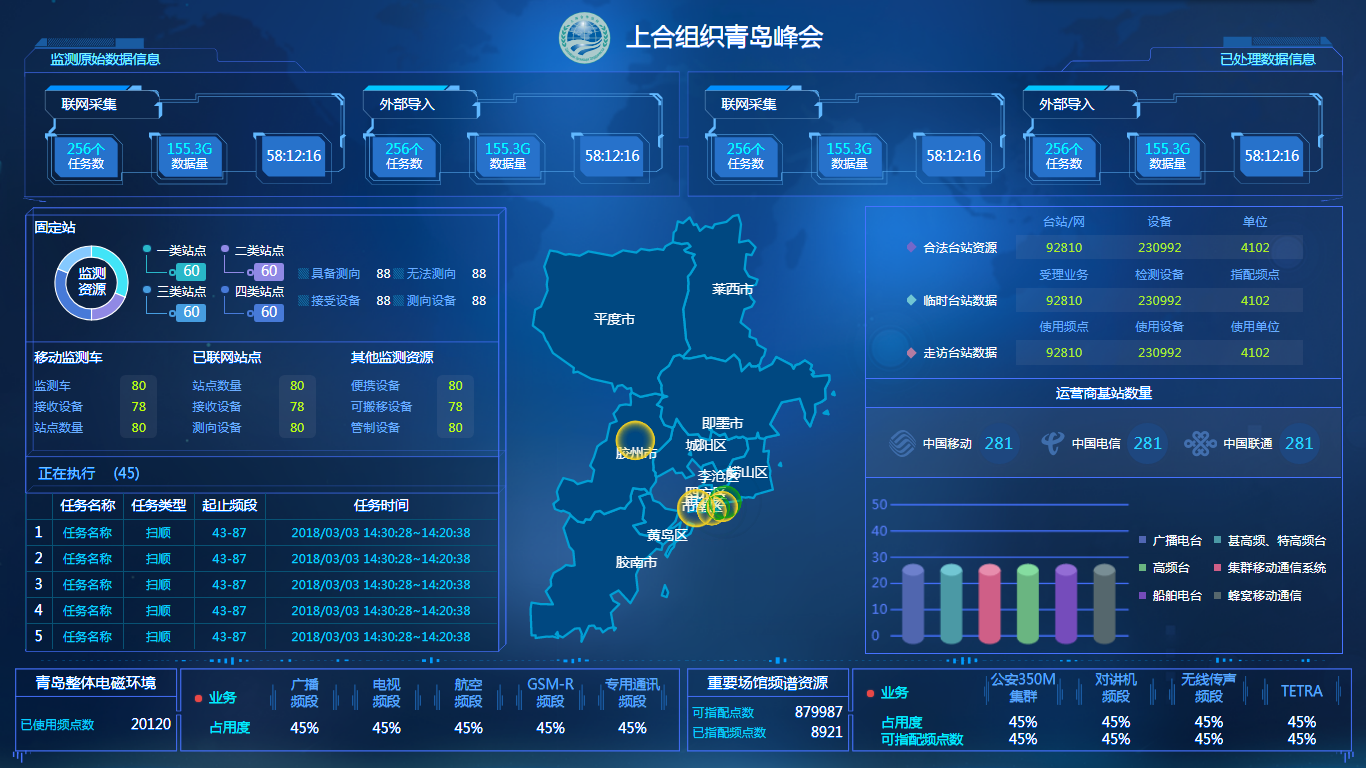 上合组织青岛峰会
监测原始数据信息
已处理数据信息
联网采集
外部导入
联网采集
外部导入
256个 155.3G 58:12:16 256个 155.3G 58:12:16 256个 155.3G 58:12:16 256个 155.3G 58:12:16
任务数 数据量 任务数 数据量 任务数 数据量 任务数 数据量
固定站
监测
资源
一类站点 60 二类站点 60
三类站点 60 四类站点 60
具备测向 88 无法测向 88
接受设备 88 测向设备 88
移动监测车
监测车 80
接收设备 78
站点数量 80
已联网站点
站点数量 80
接收设备 78
测向设备 80
其他监测资源
便携设备 80
可搬移设备 78
管制设备 80
正在执行 (45)
任务名称 任务类型 起止频段 任务时间
1 任务名称 扫顺 43-87 2018/03/03 14:30:28~14:20:38
2 任务名称 扫顺 43-87 2018/03/03 14:30:28~14:20:38
3 任务名称 扫顺 43-87 2018/03/03 14:30:28~14:20:38
4 任务名称 扫顺 43-87 2018/03/03 14:30:28~14:20:38
5 任务名称 扫顺 43-87 2018/03/03 14:30:28~14:20:38
莱西市
平度市
即墨市
城阳区
胶州市
崂山区
李沧区
黄岛区
胶南市
台站/网 设备 单位
合法台站资源 92810 230992 4102
受理业务 检测设备 指配频点
临时台站数据 92810 230992 4102
使用频点 使用设备 使用单位
走访台站数据 92810 230992 4102
运营商基站数量
中国移动 281 中国电信 281 中国联通 281
50
40
30
20
10
0
广播电台 甚高频、特高频台
高频台 集群移动通信系统
船舶电台 蜂窝移动通信
青岛整体电磁环境
已使用频点数 20120
业务 广播频段 电视频段 航空频段 GSM-R频段 专用通讯频段
占用度 45% 45% 45% 45% 45%
重要场馆频谱资源
可指配点数 879987
已指配频点数 8921
业务 公安350M集群 对讲机频段 无线传声频段 TETRA
占用度 45% 45% 45% 45%
可指配频点数 45% 45% 45% 45%